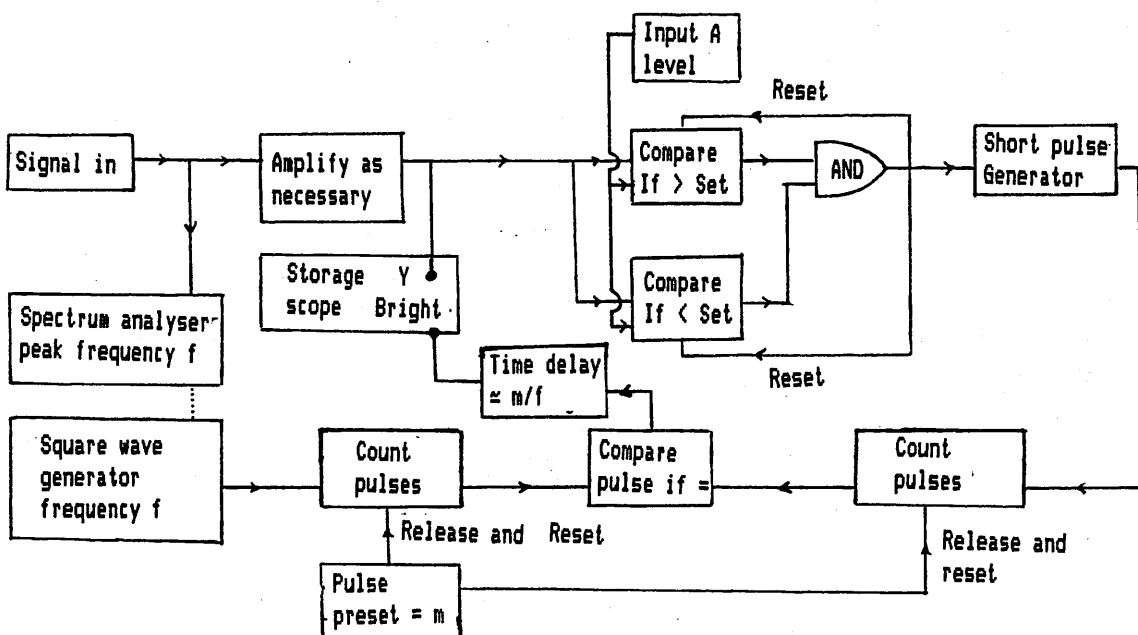 Input A
level
Reset
Signal in
Amplify as
necessary
Compare
If > Set
AND
Short pulse
Generator
Storage Y
scope Bright
Compare
If < Set
Spectrum analyser
peak frequency f
Time delay
≃ m/f
Reset
Square wave
generator
frequency f
Count
pulses
Compare
pulse if =
Count
pulses
Release and Reset
Release and
reset
Pulse
preset = m